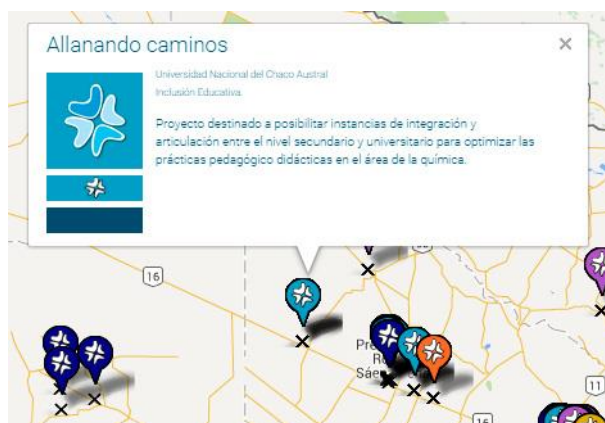 Allanando caminos
Universidad Nacional del Chaco Austral
Inclusión Educativa
Proyecto destinado a posibilitar instancias de integración y
articulación entre el nivel secundario y universitario para optimizar las
prácticas pedagógico didácticas en el área de la química.
16
11
16